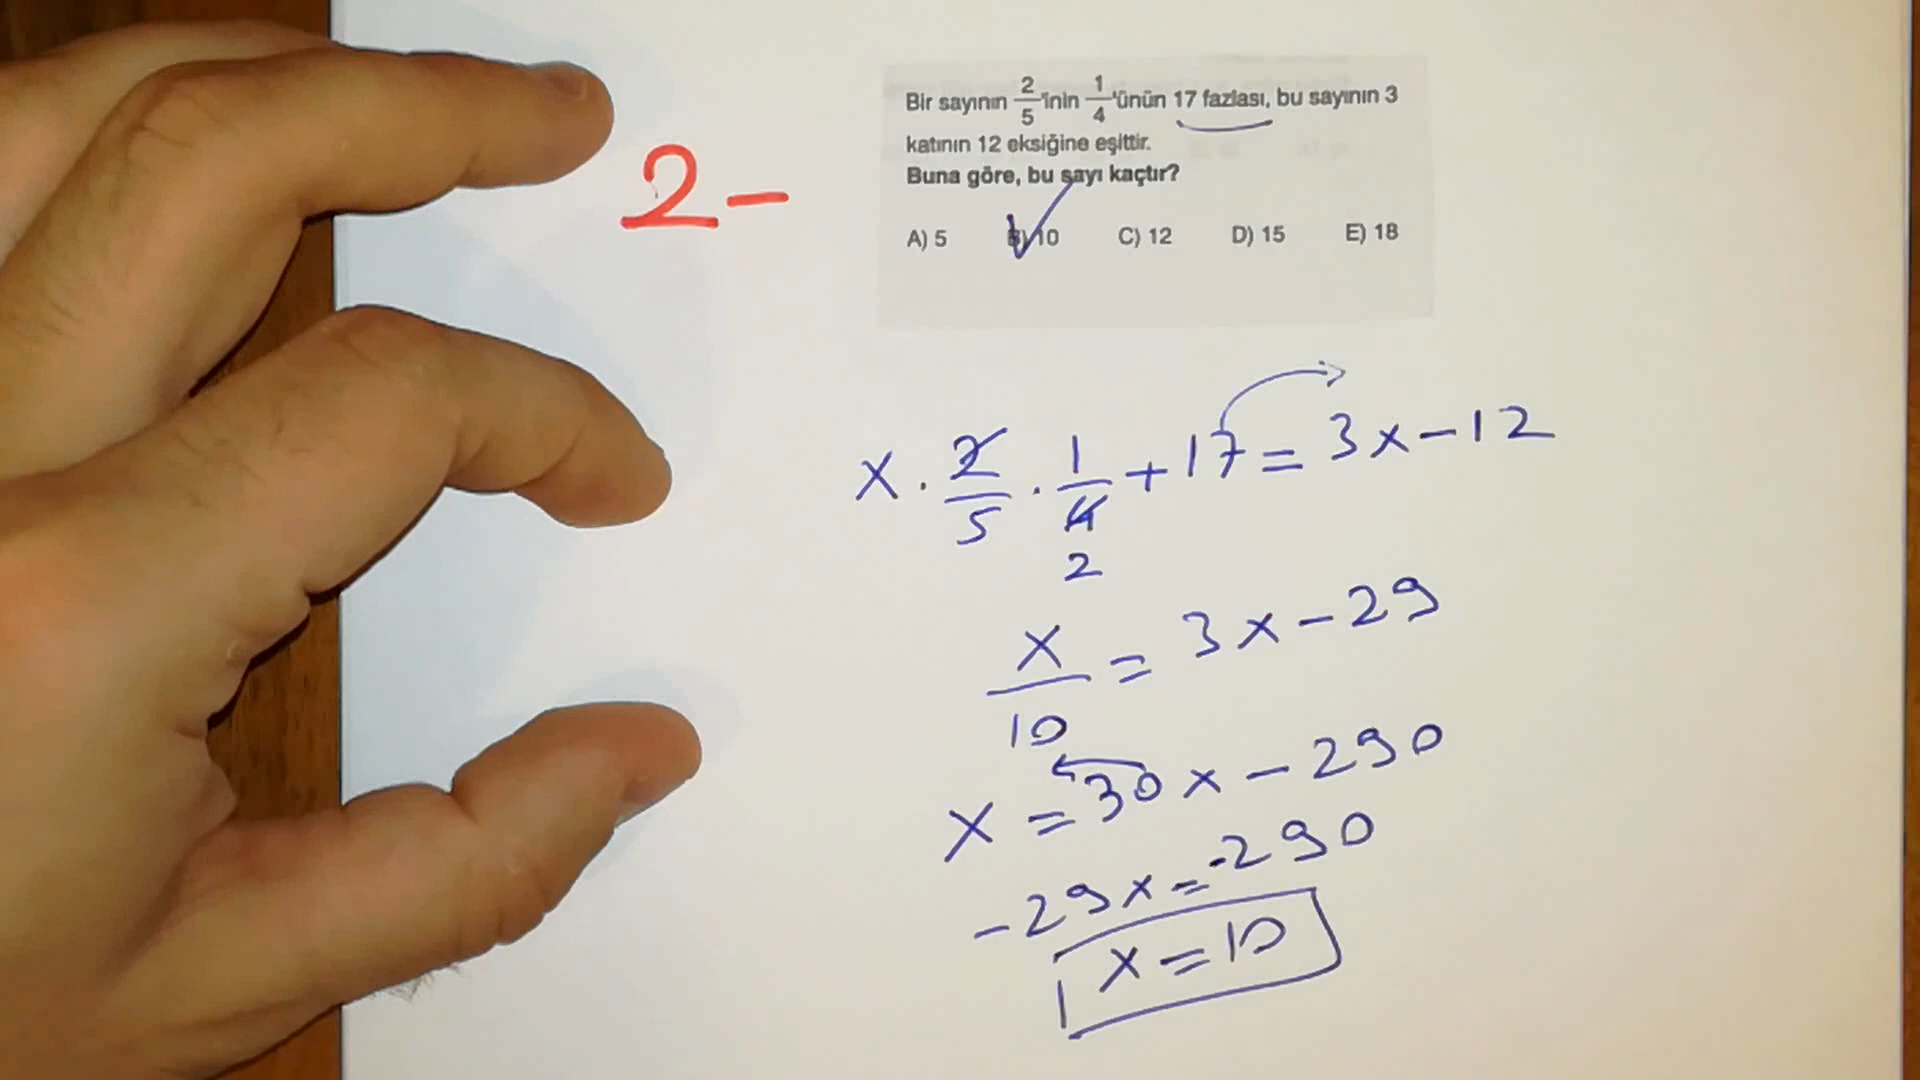 2-
Bir sayının 2/5'inin 1/4'ünün 17 fazlası, bu sayının 3
katının 12 eksiğine eşittir.
Buna göre, bu sayı kaçtır?
A) 5 B) 10 C) 12 D) 15 E) 18
x · 2/5 · 1/4 + 17 = 3x - 12
2
x/10 = 3x - 29
x = 30x - 290
-29x = -290
x = 10